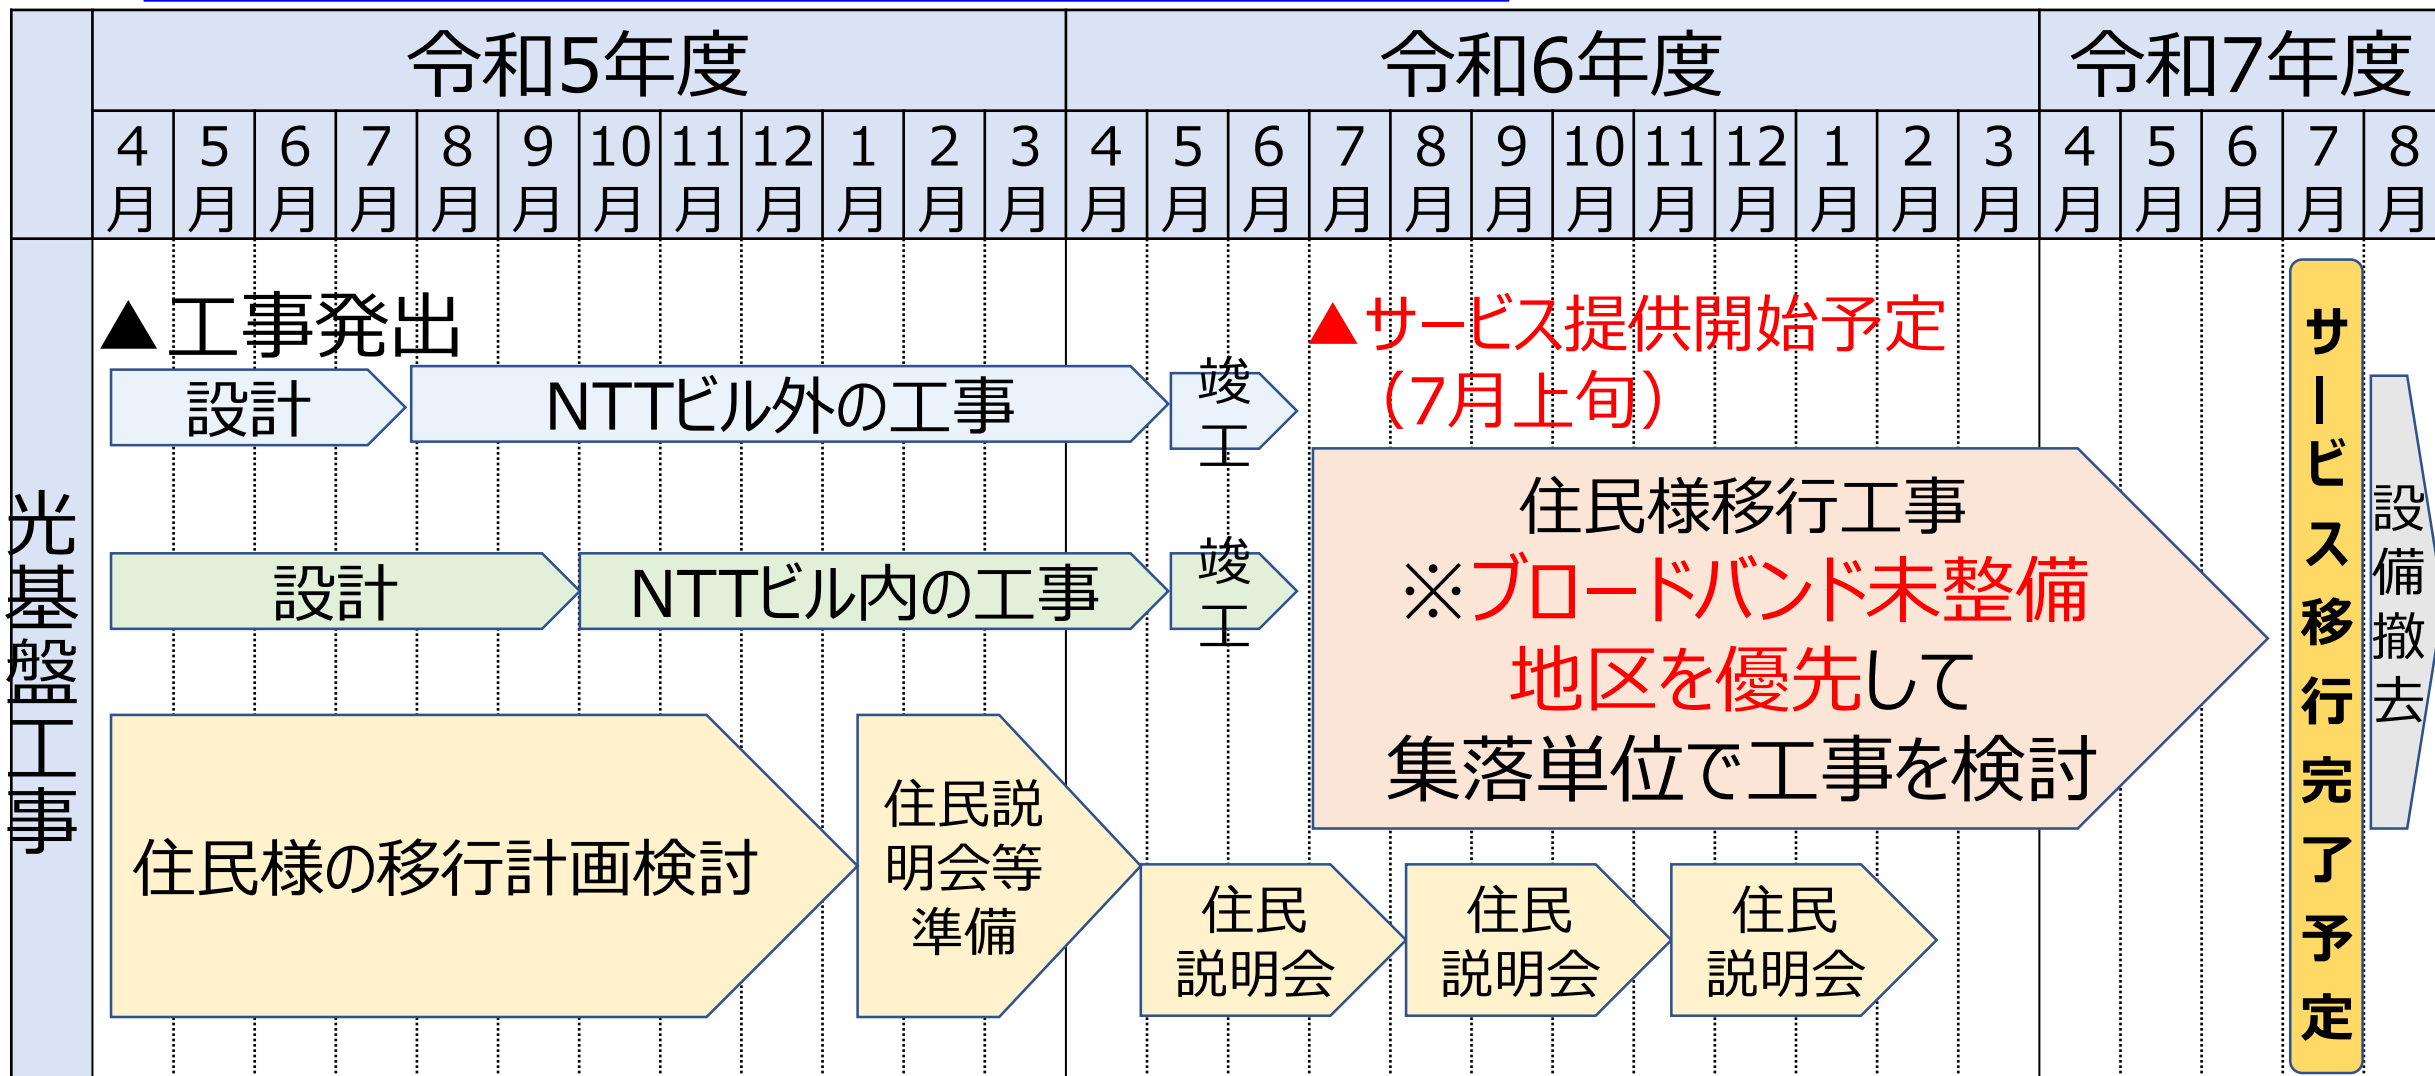 令和5年度
令和6年度
令和7年度
4月
5月
6月
7月
8月
9月
10月
11月
12月
1月
2月
3月
4月
5月
6月
7月
8月
9月
10月
11月
12月
1月
2月
3月
4月
5月
6月
7月
8月
光基盤工事
▲工事発出
設計
NTTビル外の工事
竣工
▲サービス提供開始予定
（7月上旬）
設計
NTTビル内の工事
竣工
住民様移行工事
※ブロードバンド未整備
地区を優先して
集落単位で工事を検討
住民様の移行計画検討
住民説
明会等
準備
住民
説明会
住民
説明会
住民
説明会
サービス移行完了予定
設備撤去